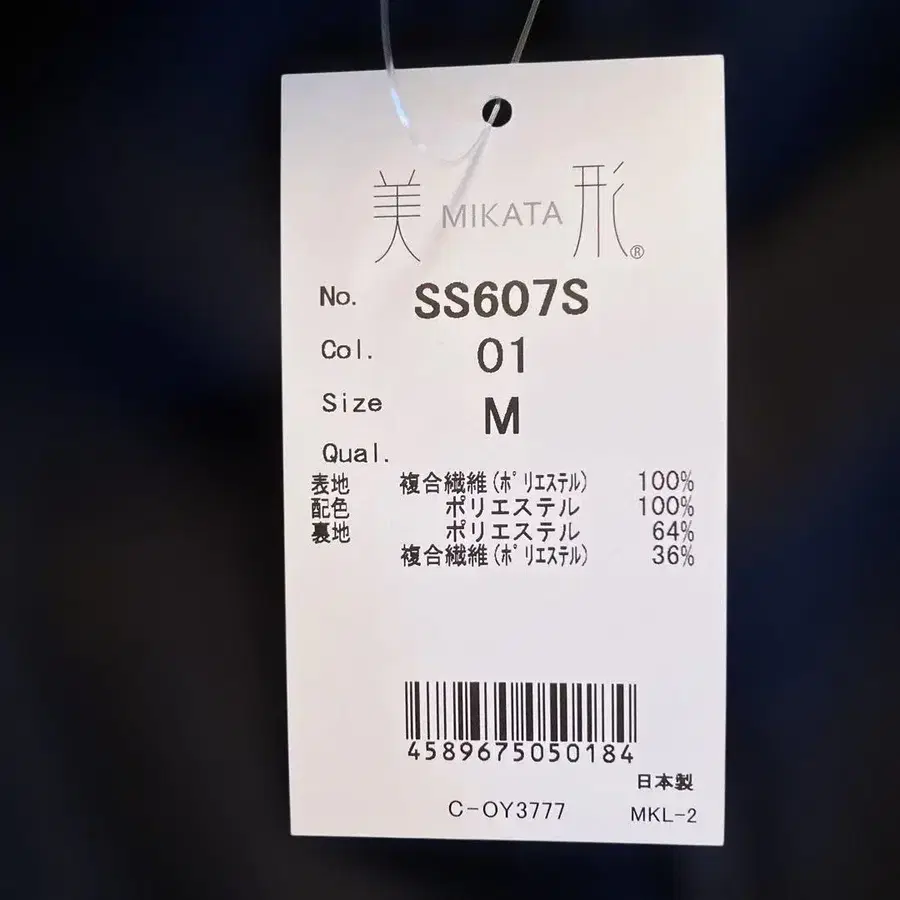 美 MIKATA 形®
No. SS607S
Col. 01
Size M
Qual.
表地 複合繊維(ポリエステル) 100%
配色 ポリエステル 100%
裏地 ポリエステル 64%
複合繊維(ポリエステル) 36%
4589675050184
日本製
C-OY3777 MKL-2